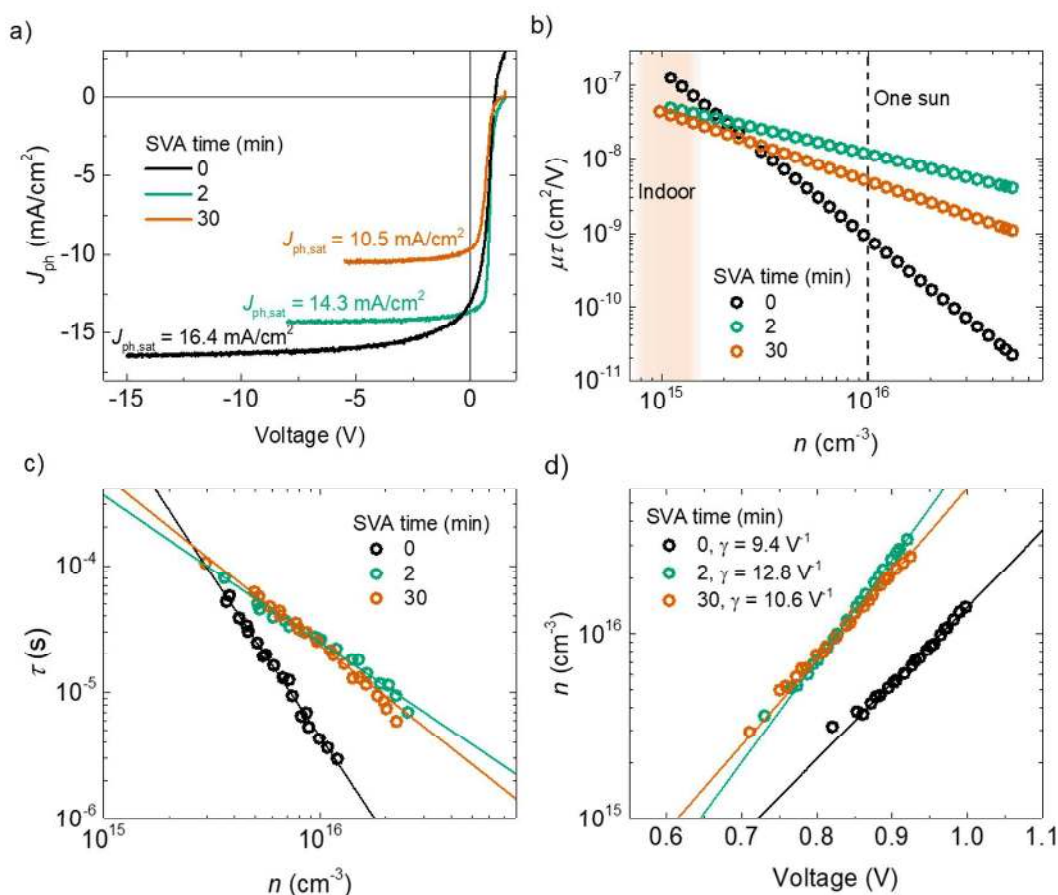 a)
J_ph (mA/cm²)
0
-5
-10
-15
SVA time (min)
0
2
30
J_ph,sat = 10.5 mA/cm²
J_ph,sat = 14.3 mA/cm²
J_ph,sat = 16.4 mA/cm²
-15
-10
-5
0
Voltage (V)
b)
μτ (cm²/V)
10⁻⁷
10⁻⁸
10⁻⁹
10⁻¹⁰
10⁻¹¹
One sun
Indoor
SVA time (min)
0
2
30
10¹⁵
10¹⁶
n (cm⁻³)
c)
τ (s)
10⁻⁴
10⁻⁵
10⁻⁶
SVA time (min)
0
2
30
10¹⁵
10¹⁶
n (cm⁻³)
d)
n (cm⁻³)
10¹⁶
10¹⁵
SVA time (min)
0, γ = 9.4 V⁻¹
2, γ = 12.8 V⁻¹
30, γ = 10.6 V⁻¹
0.6
0.7
0.8
0.9
1.0
1.1
Voltage (V)